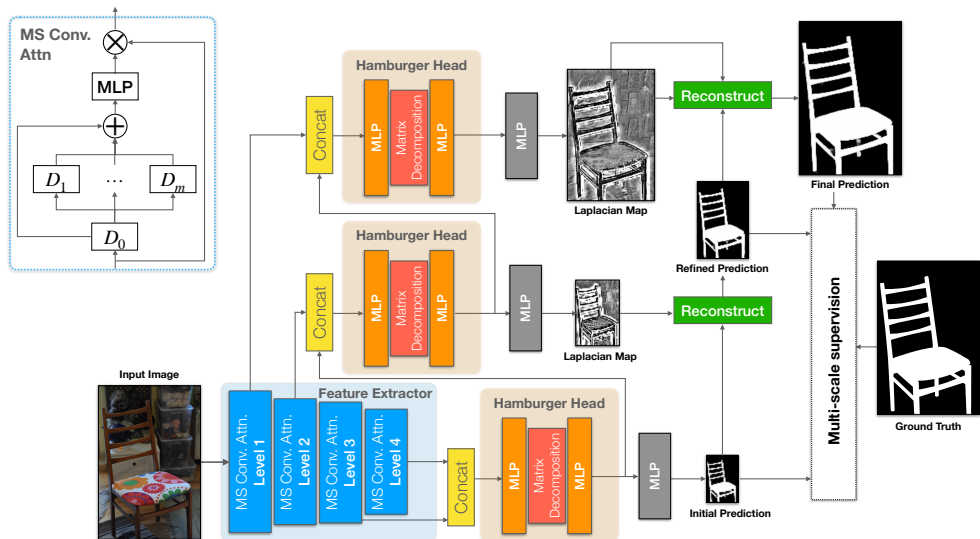 MS Conv.
Attn
MLP
D₁
...
Dₘ
D₀
Hamburger Head
Concat
MLP
Matrix
Decomposition
MLP
MLP
Laplacian Map
Reconstruct
Final Prediction
Hamburger Head
Concat
MLP
Matrix
Decomposition
MLP
MLP
Laplacian Map
Refined Prediction
Reconstruct
Multi-scale supervision
Ground Truth
Input Image
Feature Extractor
MS Conv. Attn.
Level 1
MS Conv. Attn.
Level 2
MS Conv. Attn.
Level 3
MS Conv. Attn.
Level 4
Concat
Hamburger Head
MLP
Matrix
Decomposition
MLP
MLP
Initial Prediction